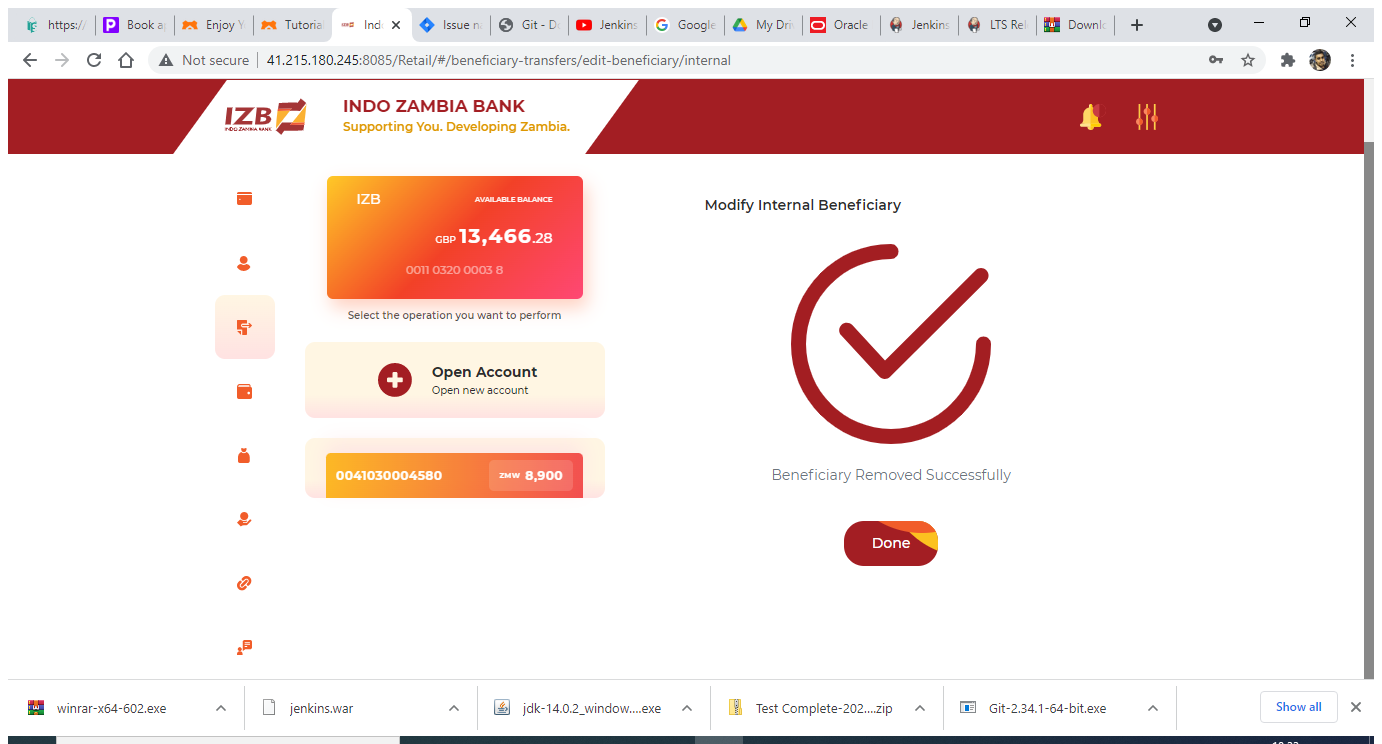 https:/
Book a
Enjoy Y
Tutoria
Ind
Issue n
Git - D
Jenkins
Google
My Dri
Oracle
Jenkins
LTS Rel
Downlo
Not secure
41.215.180.245:8085/Retail/#/beneficiary-transfers/edit-beneficiary/internal
IZB
INDO ZAMBIA BANK
INDO ZAMBIA BANK
Supporting You. Developing Zambia.
IZB
AVAILABLE BALANCE
GBP 13,466.28
0011 0320 0003 8
Select the operation you want to perform
Open Account
Open new account
0041030004580
ZMW 8,900
Modify Internal Beneficiary
Beneficiary Removed Successfully
Done
winrar-x64-602.exe
jenkins.war
jdk-14.0.2_window....exe
Test Complete-202....zip
Git-2.34.1-64-bit.exe
Show all